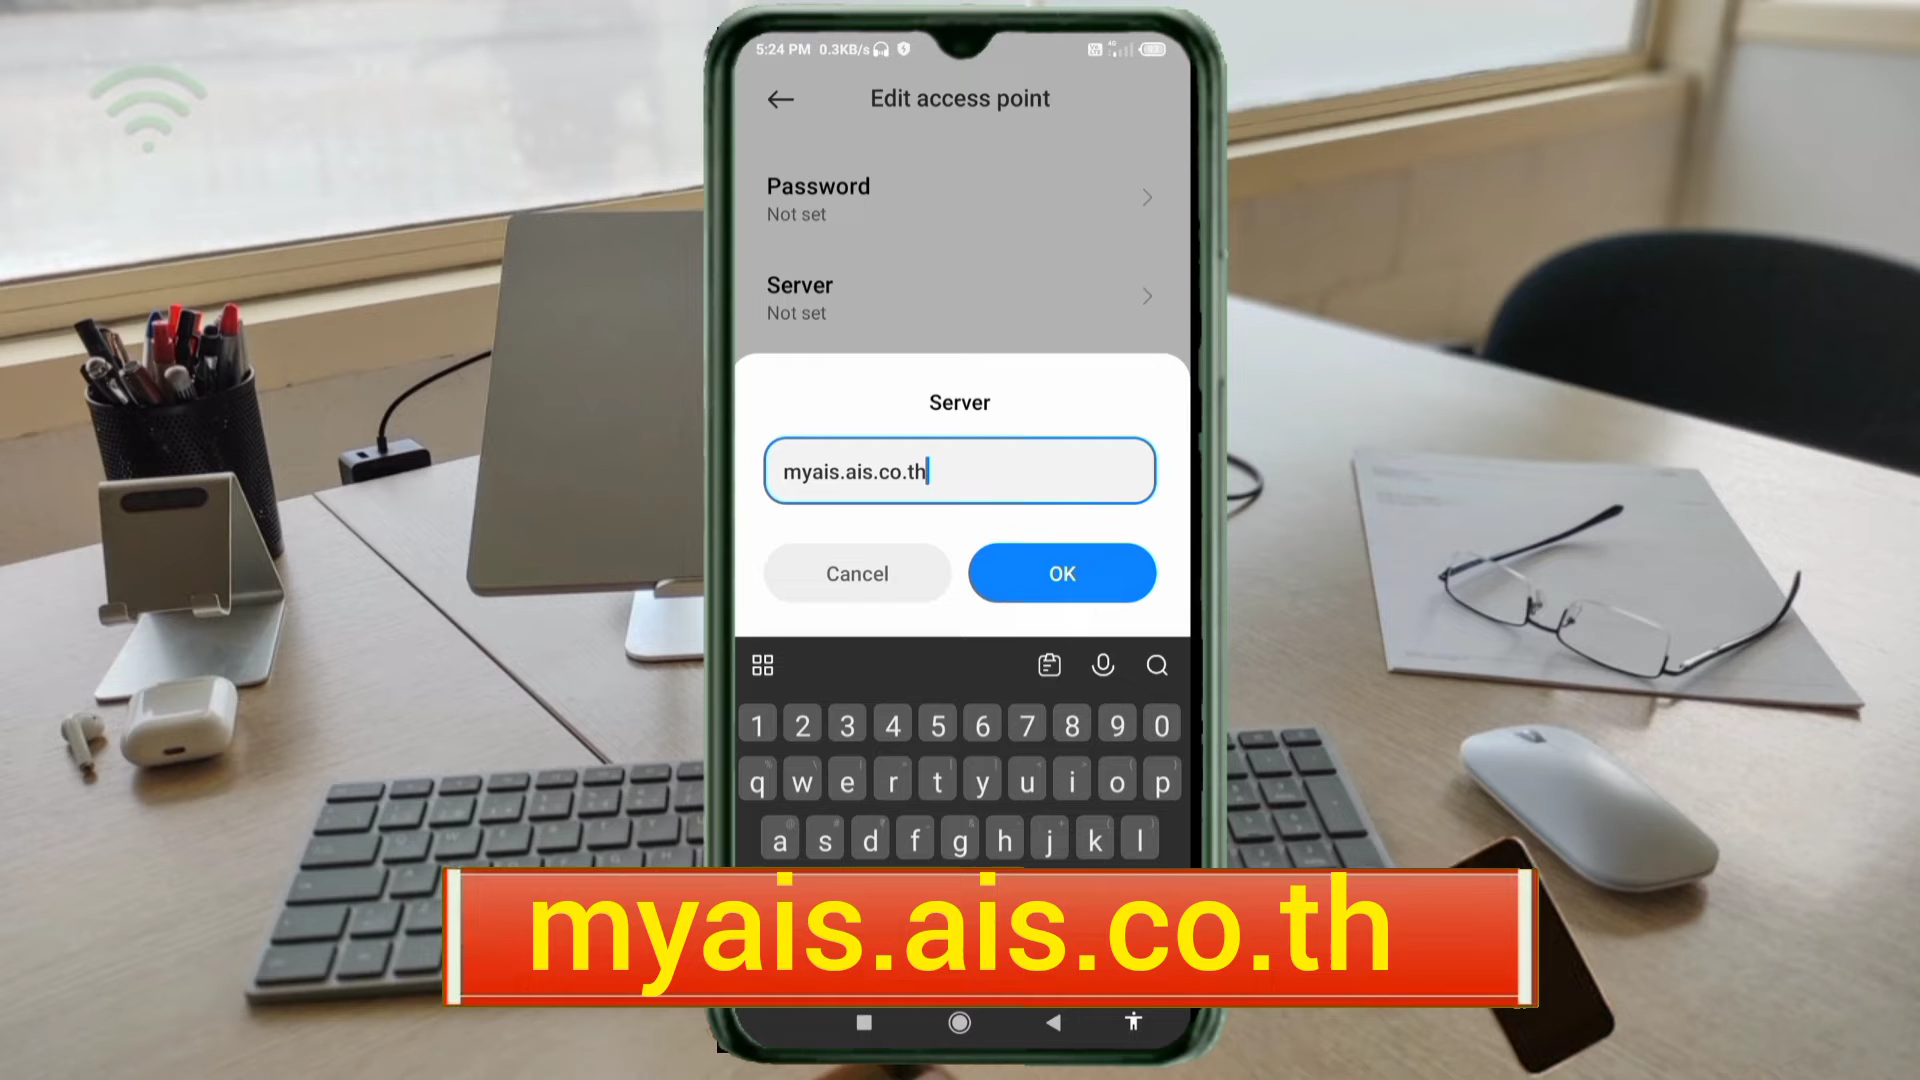 5:24 PM 0.3KB/s
4G
Edit access point
Password
Not set
Server
Not set
Server
myais.ais.co.th
Cancel
OK
1 2 3 4 5 6 7 8 9 0
q w e r t y u i o p
a s d f g h j k l
myais.ais.co.th